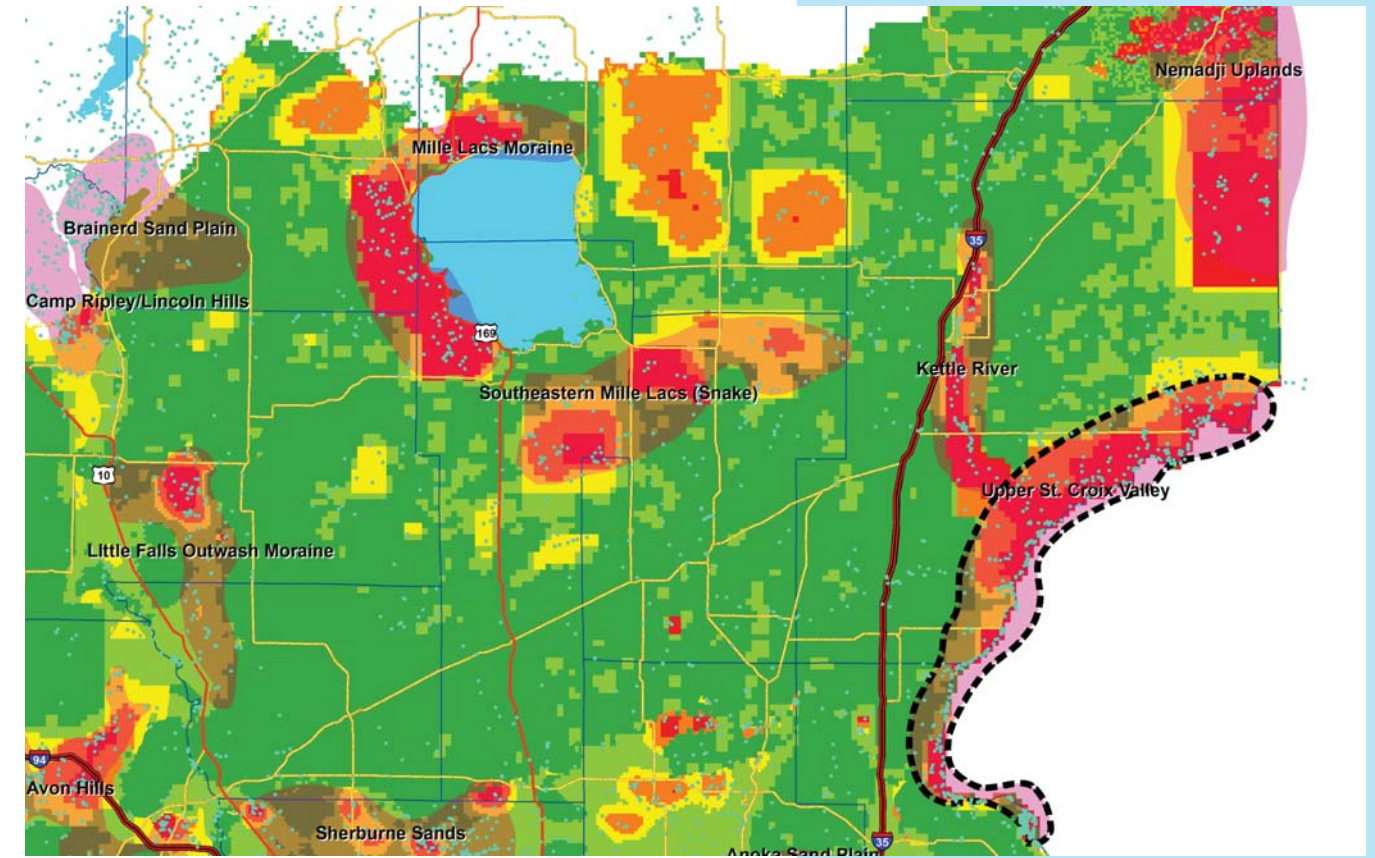 Nemadji Uplands
Mille Lacs Moraine
Brainerd Sand Plain
35
Camp Ripley/Lincoln Hills
169
Kettle River
Southeastern Mille Lacs (Snake)
10
Upper St. Croix Valley
LIttle Falls Outwash Moraine
94
Avon Hills
Sherburne Sands
35
Anoka Sand Plain